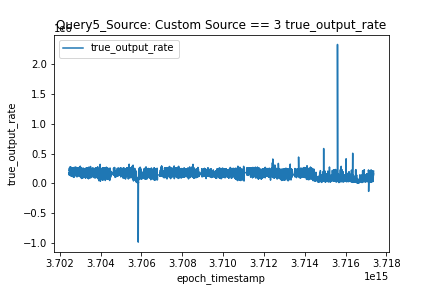 Query5_Source: Custom Source == 3 true_output_rate
1e6
true_output_rate
2.0
1.5
1.0
0.5
0.0
−0.5
−1.0
true_output_rate
3.702 3.704 3.706 3.708 3.710 3.712 3.714 3.716 3.718
1e15
epoch_timestamp